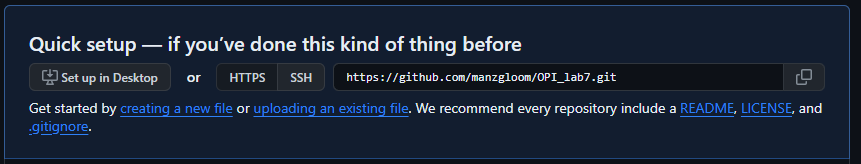 Quick setup — if you’ve done this kind of thing before
Set up in Desktop or HTTPS SSH https://github.com/manzgloom/OPI_lab7.git
Get started by creating a new file or uploading an existing file. We recommend every repository include a README, LICENSE, and
.gitignore.